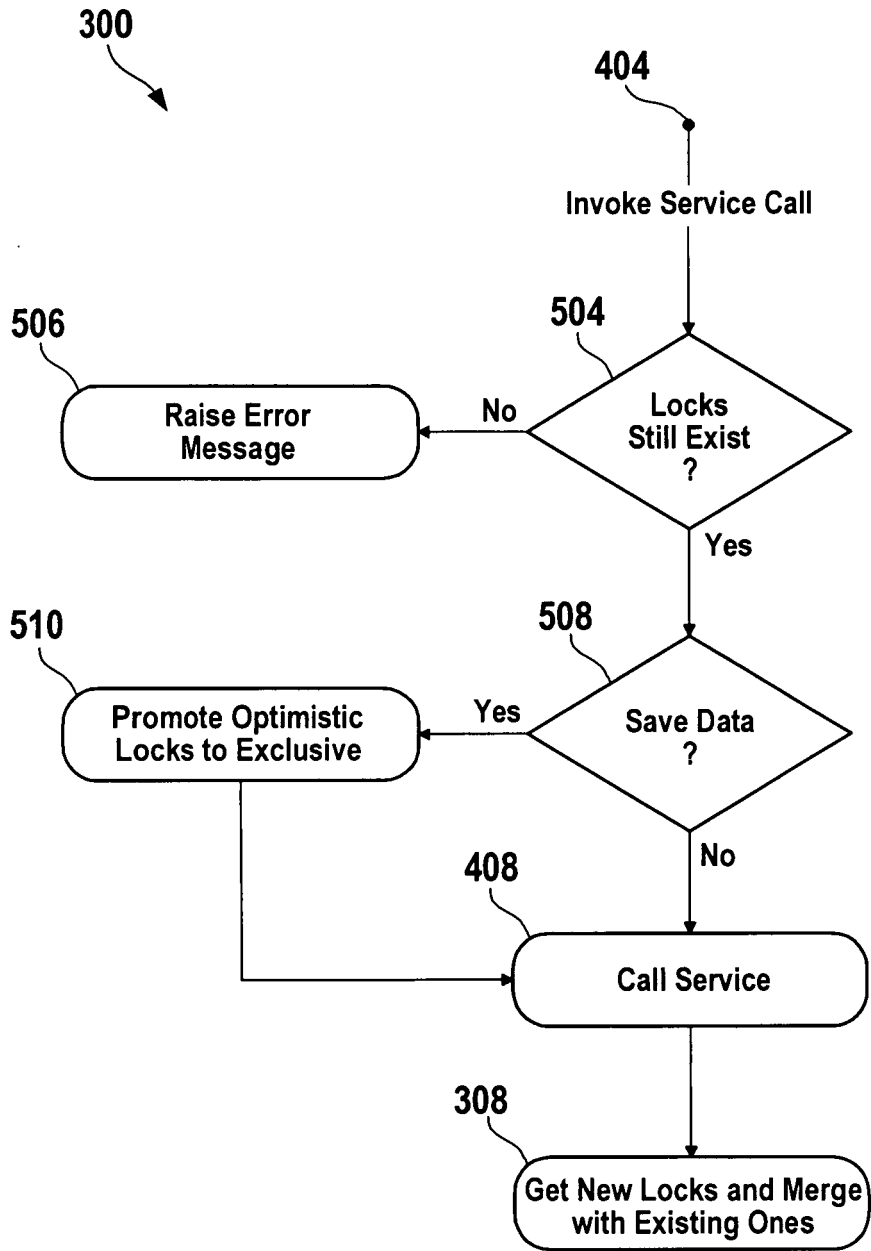 300
404
Invoke Service Call
504
Locks
Still Exist
?
No
506
Raise Error
Message
Yes
508
Save Data
?
Yes
510
Promote Optimistic
Locks to Exclusive
No
408
Call Service
308
Get New Locks and Merge
with Existing Ones